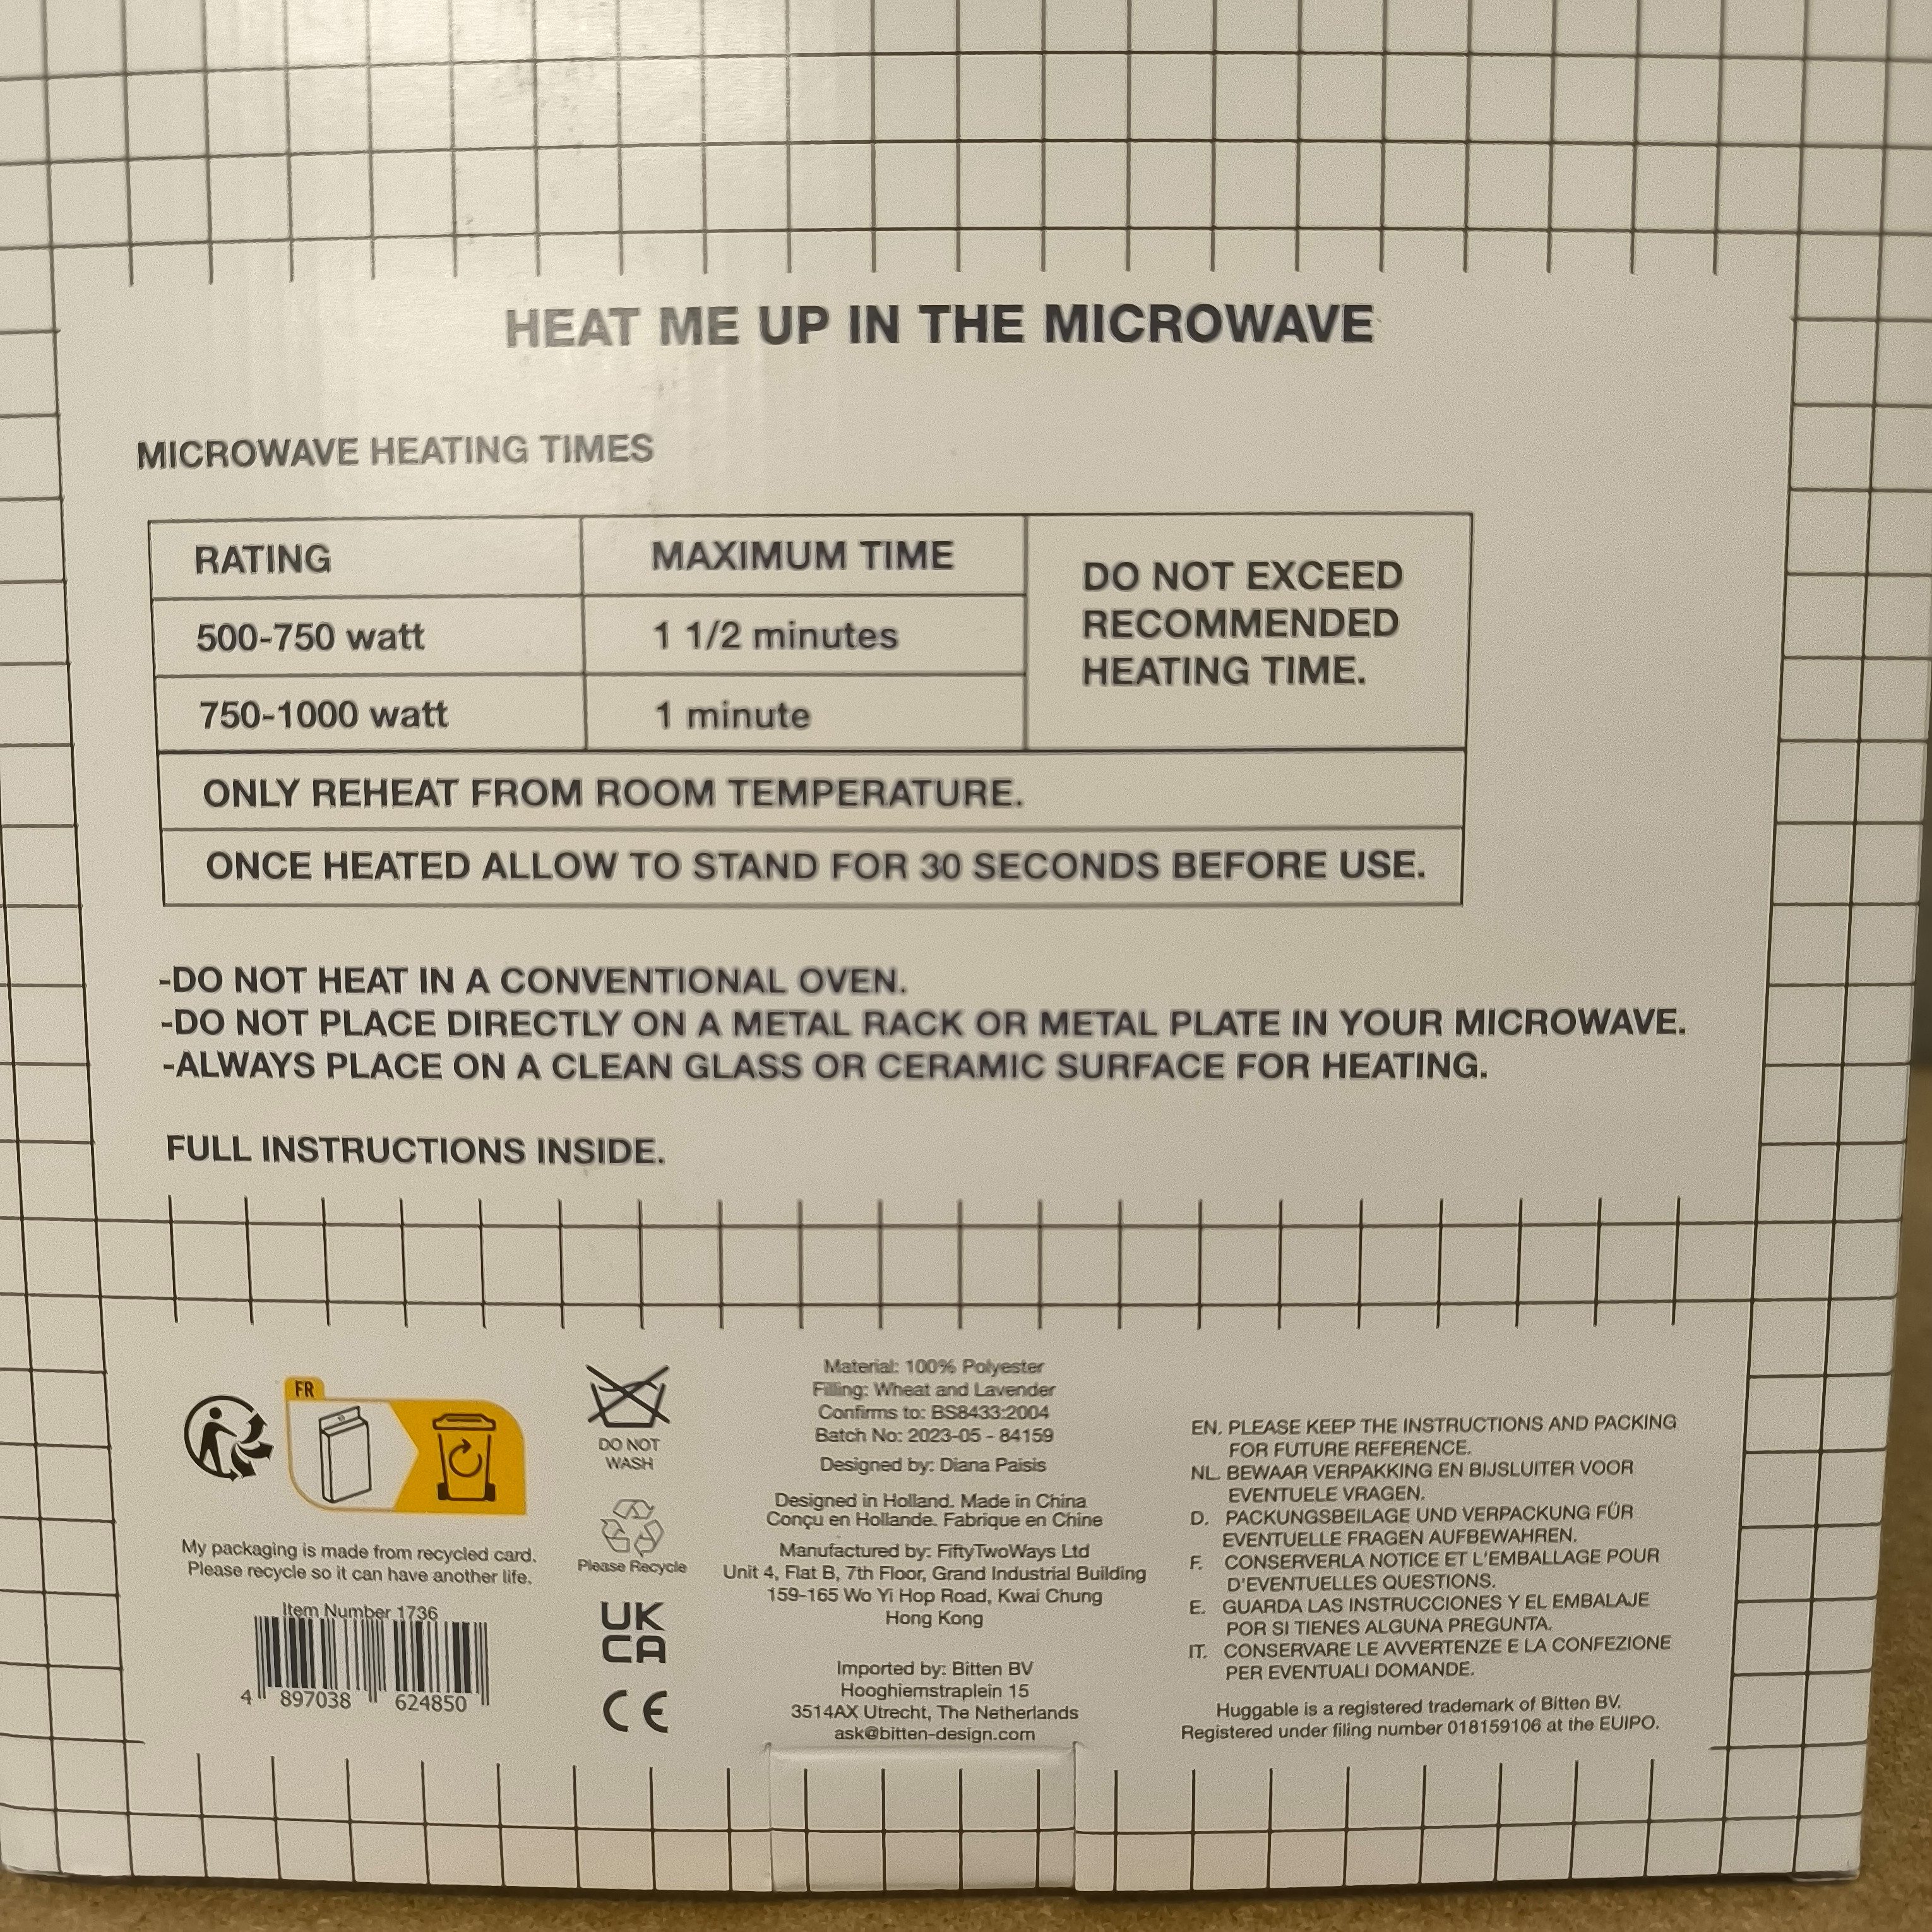 HEAT ME UP IN THE MICROWAVE
MICROWAVE HEATING TIMES
RATING
MAXIMUM TIME
500-750 watt
1 1/2 minutes
750-1000 watt
1 minute
DO NOT EXCEED
RECOMMENDED
HEATING TIME.
ONLY REHEAT FROM ROOM TEMPERATURE.
ONCE HEATED ALLOW TO STAND FOR 30 SECONDS BEFORE USE.
-DO NOT HEAT IN A CONVENTIONAL OVEN.
-DO NOT PLACE DIRECTLY ON A METAL RACK OR METAL PLATE IN YOUR MICROWAVE.
-ALWAYS PLACE ON A CLEAN GLASS OR CERAMIC SURFACE FOR HEATING.
FULL INSTRUCTIONS INSIDE.
FR
My packaging is made from recycled card.
Please recycle so it can have another life.
Item Number 1736
4 897038 624850
DO NOT
WASH
Please Recycle
UK
CA
CE
Material: 100% Polyester
Filling: Wheat and Lavender
Confirms to: BS8433:2004
Batch No: 2023-05 - 84159
Designed by: Diana Paisis
Designed in Holland. Made in China
Conçu en Hollande. Fabrique en Chine
Manufactured by: FiftyTwoWays Ltd
Unit 4, Flat B, 7th Floor, Grand Industrial Building
159-165 Wo Yi Hop Road, Kwai Chung
Hong Kong
Imported by: Bitten BV
Hooghiemstraplein 15
3514AX Utrecht, The Netherlands
ask@bitten-design.com
EN. PLEASE KEEP THE INSTRUCTIONS AND PACKING
FOR FUTURE REFERENCE.
NL. BEWAAR VERPAKKING EN BIJSLUITER VOOR
EVENTUELE VRAGEN.
D. PACKUNGSBEILAGE UND VERPACKUNG FÜR
EVENTUELLE FRAGEN AUFBEWAHREN.
F. CONSERVERLA NOTICE ET L'EMBALLAGE POUR
D'EVENTUELLES QUESTIONS.
E. GUARDA LAS INSTRUCCIONES Y EL EMBALAJE
POR SI TIENES ALGUNA PREGUNTA.
IT. CONSERVARE LE AVVERTENZE E LA CONFEZIONE
PER EVENTUALI DOMANDE.
Huggable is a registered trademark of Bitten BV.
Registered under filing number 018159106 at the EUIPO.